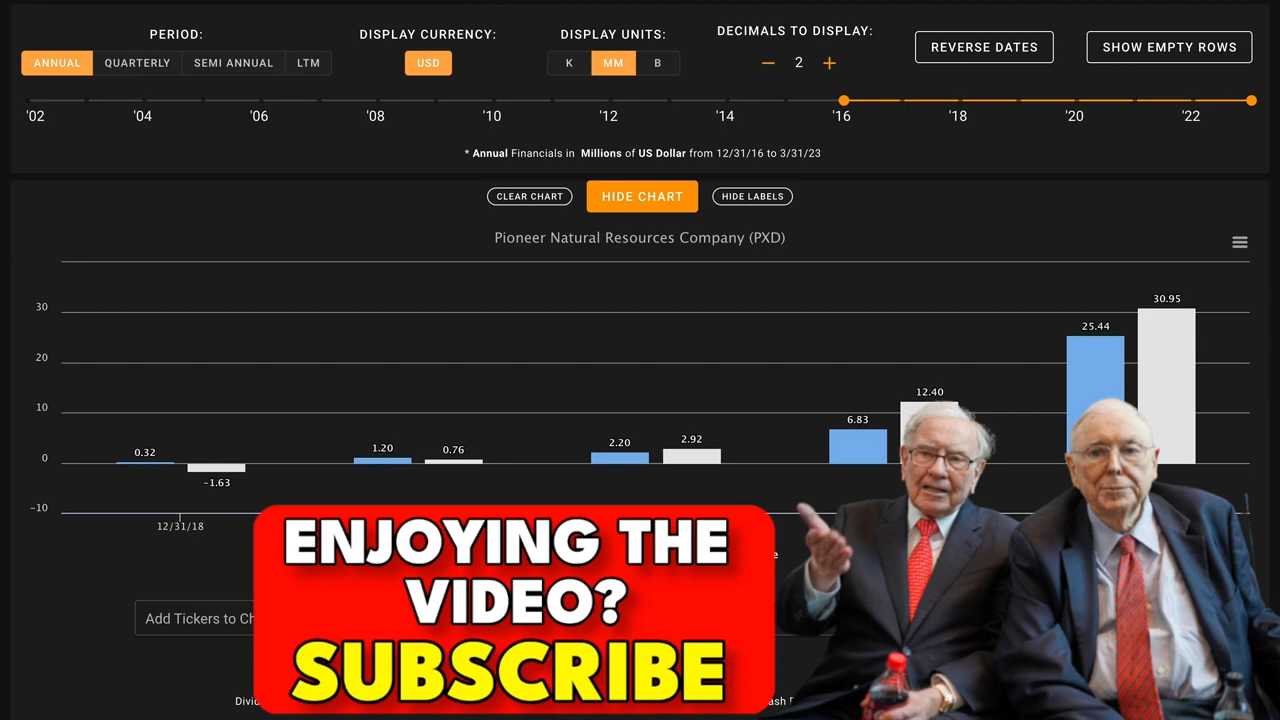 PERIOD:
DISPLAY CURRENCY:
DISPLAY UNITS:
DECIMALS TO DISPLAY:
ANNUAL QUARTERLY SEMI ANNUAL LTM
USD
K MM B
− 2 +
REVERSE DATES
SHOW EMPTY ROWS
'02 '04 '06 '08 '10 '12 '14 '16 '18 '20 '22
* Annual Financials in Millions of US Dollar from 12/31/16 to 3/31/23
CLEAR CHART
HIDE CHART
HIDE LABELS
Pioneer Natural Resources Company (PXD)
30
20
10
0
−10
0.32
−1.63
1.20
0.76
2.20
2.92
6.83
12.40
25.44
30.95
12/31/18
ENJOYING THE
VIDEO?
SUBSCRIBE
Add Tickers to